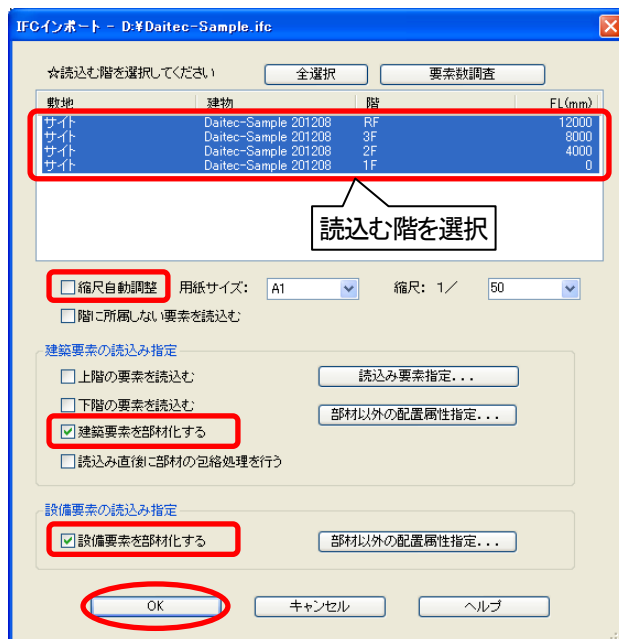 IFCインポート - D:¥Daitec-Sample.ifc
☆読込む階を選択してください 全選択 要素数調査
敷地 建物 階 FL(mm)
サイト Daitec-Sample 201208 RF 12000
サイト Daitec-Sample 201208 3F 8000
サイト Daitec-Sample 201208 2F 4000
サイト Daitec-Sample 201208 1F 0
読込む階を選択
縮尺自動調整 用紙サイズ: A1 縮尺: 1/ 50
階に所属しない要素を読込む
建築要素の読込み指定
上階の要素を読込む 読込み要素指定...
下階の要素を読込む 部材以外の配置属性指定...
建築要素を部材化する
読込み直後に部材の包絡処理を行う
設備要素の読込み指定
設備要素を部材化する 部材以外の配置属性指定...
OK キャンセル ヘルプ